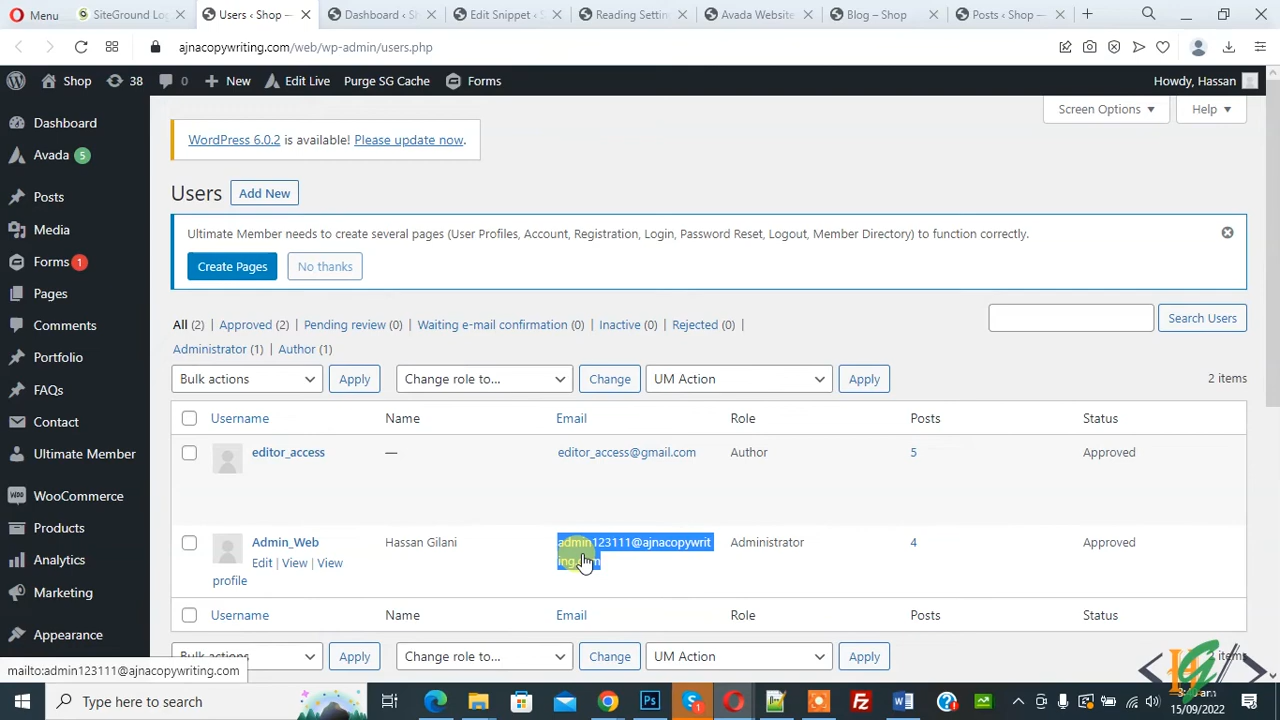 Menu
SiteGround Log
Users ‹ Shop —
Dashboard ‹ S
Edit Snippet ‹ S
Reading Settin
Avada Website
Blog – Shop
Posts ‹ Shop —
ajnacopywriting.com/web/wp-admin/users.php
Shop 38 0 New Edit Live Purge SG Cache Forms Howdy, Hassan
Screen Options Help
Dashboard
Avada 5
Posts
Media
Forms 1
Pages
Comments
Portfolio
FAQs
Contact
Ultimate Member
WooCommerce
Products
Analytics
Marketing
Appearance
WordPress 6.0.2 is available! Please update now.
Users Add New
Ultimate Member needs to create several pages (User Profiles, Account, Registration, Login, Password Reset, Logout, Member Directory) to function correctly.
Create Pages No thanks
All (2) | Approved (2) | Pending review (0) | Waiting e-mail confirmation (0) | Inactive (0) | Rejected (0) |
Administrator (1) | Author (1)
Search Users
Bulk actions Apply Change role to... Change UM Action Apply 2 items
Username Name Email Role Posts Status
editor_access — editor_access@gmail.com Author 5 Approved
Admin_Web Hassan Gilani admin123111@ajnacopywrit Administrator 4 Approved
Edit | View | View ing.com
profile
Username Name Email Role Posts Status
Bulk actions Apply Change role to... Change UM Action Apply items
mailto:admin123111@ajnacopywriting.com
Type here to search
15/09/2022